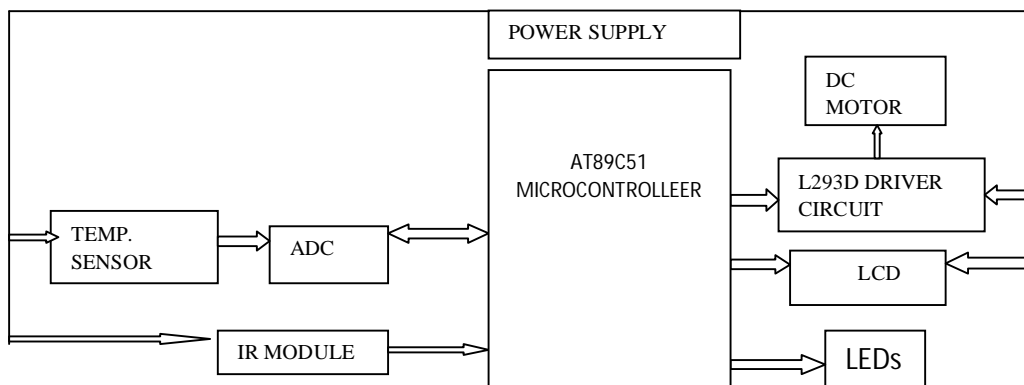 POWER SUPPLY
DC
MOTOR
AT89C51
MICROCONTROLLEER
L293D DRIVER
CIRCUIT
TEMP.
SENSOR
ADC
LCD
IR MODULE
LEDs